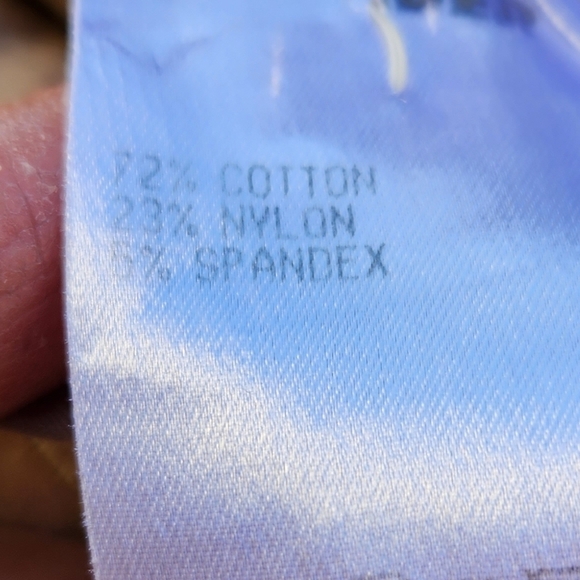 72% COTTON
23% NYLON
5% SPANDEX